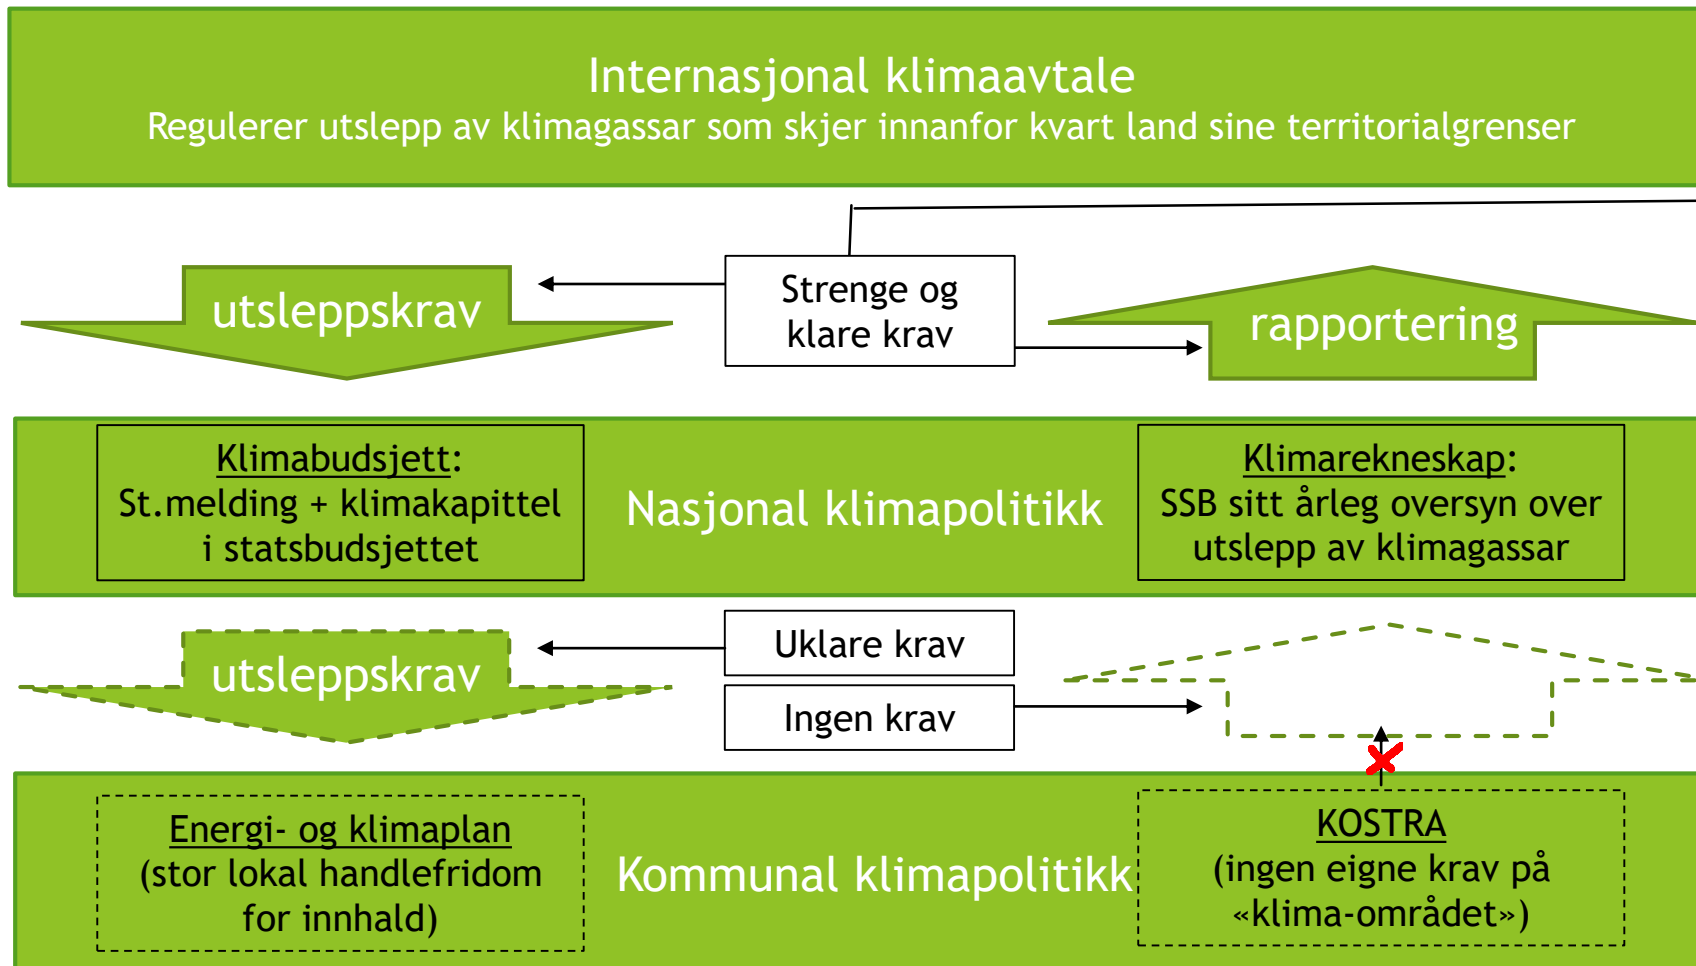 Internasjonal klimaavtale
Regulerer utslepp av klimagassar som skjer innanfor kvart land sine territorialgrenser
utsleppskrav
Strenge og
klare krav
rapportering
Klimabudsjett:
St.melding + klimakapittel
i statsbudsjettet
Nasjonal klimapolitikk
Klimarekneskap:
SSB sitt årleg oversyn over
utslepp av klimagassar
utsleppskrav
Uklare krav
Ingen krav
Energi- og klimaplan
(stor lokal handlefridom
for innhald)
Kommunal klimapolitikk
KOSTRA
(ingen eigne krav på
«klima-området»)